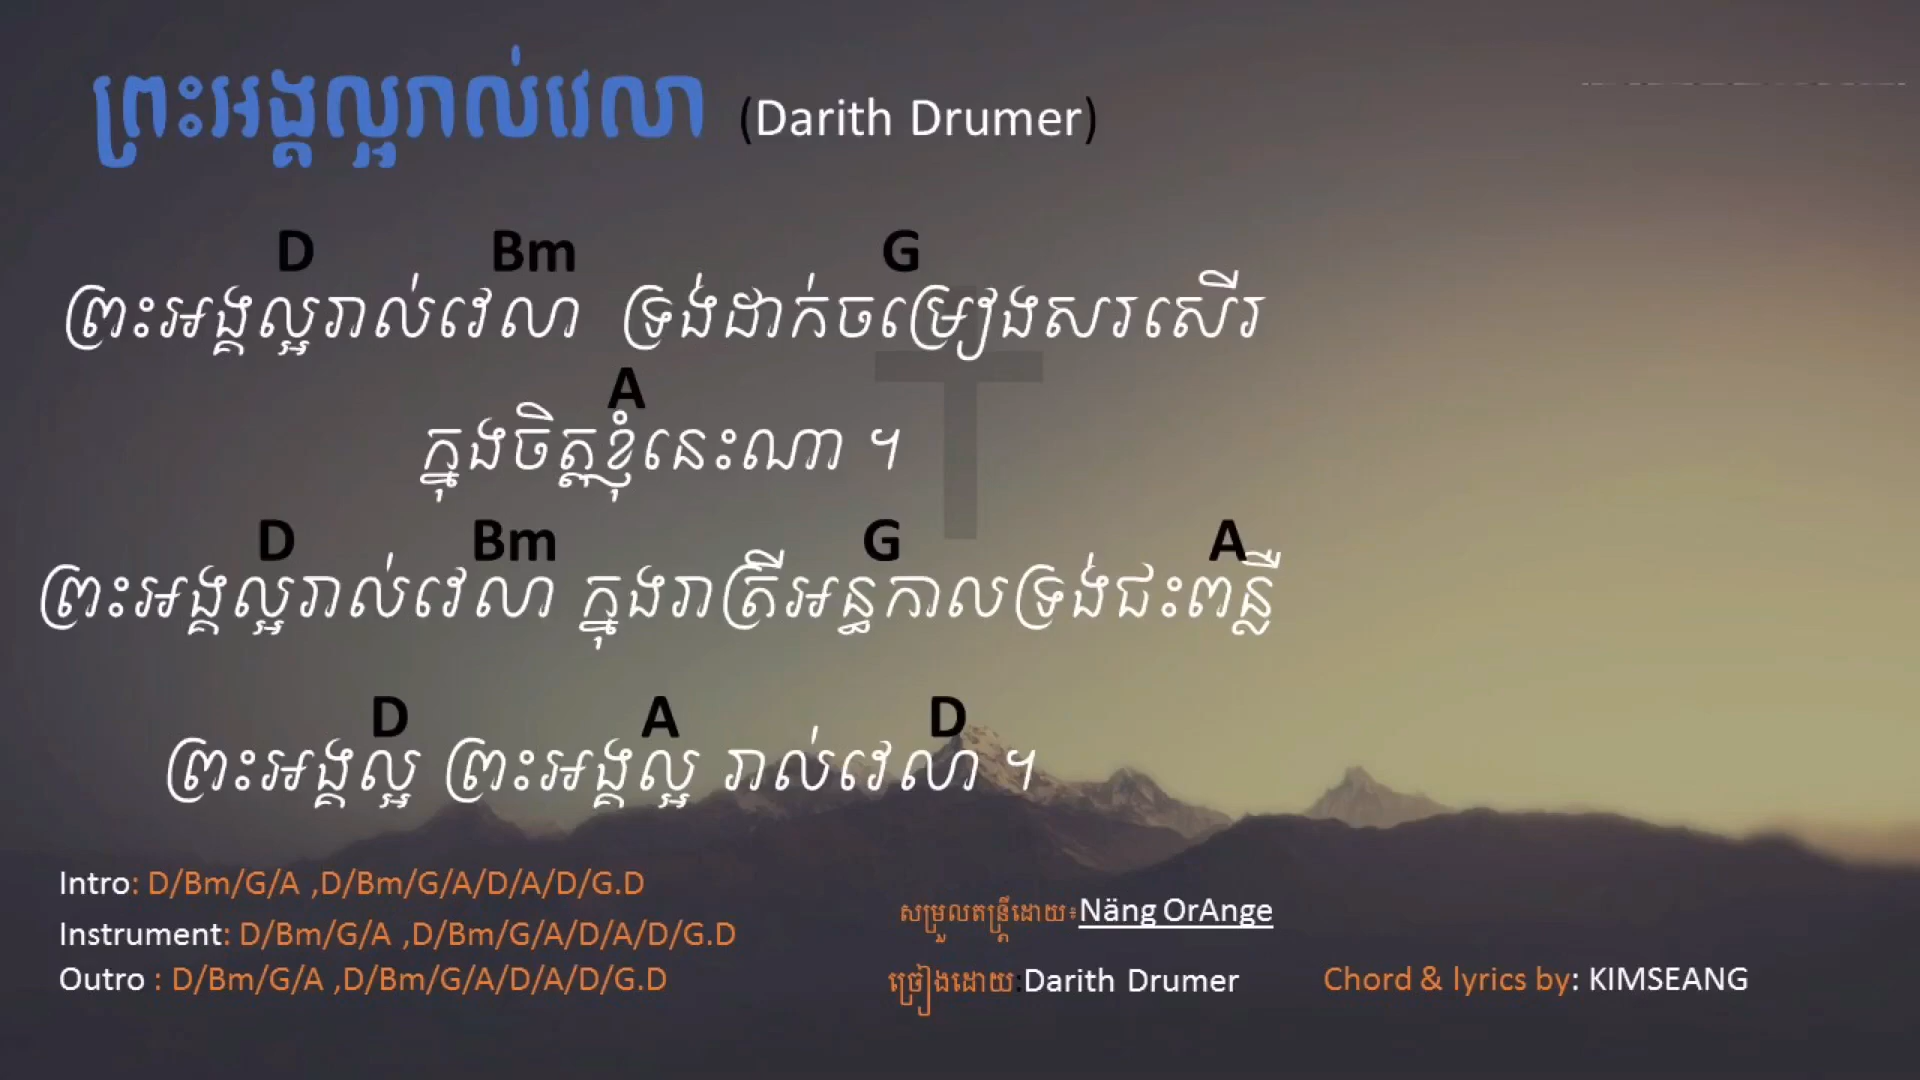 ព្រះអង្គល្អរាល់វេលា (Darith Drumer)
D Bm G
ព្រះអង្គល្អរាល់វេលា ទ្រង់ដាក់ចម្រៀងសរសើរ
A
ក្នុងចិត្តខ្ញុំនេះណា ។
D Bm G A
ព្រះអង្គល្អរាល់វេលា ក្នុងរាត្រីអន្ធកាលទ្រង់ជះពន្លឺ
D A D
ព្រះអង្គល្អ ព្រះអង្គល្អ រាល់វេលា ។
Intro: D/Bm/G/A ,D/Bm/G/A/D/A/D/G.D
Instrument: D/Bm/G/A ,D/Bm/G/A/D/A/D/G.D
Outro : D/Bm/G/A ,D/Bm/G/A/D/A/D/G.D
សម្រួលតន្ត្រីដោយ៖Näng OrAnge
ច្រៀងដោយ:Darith Drumer
Chord & lyrics by: KIMSEANG